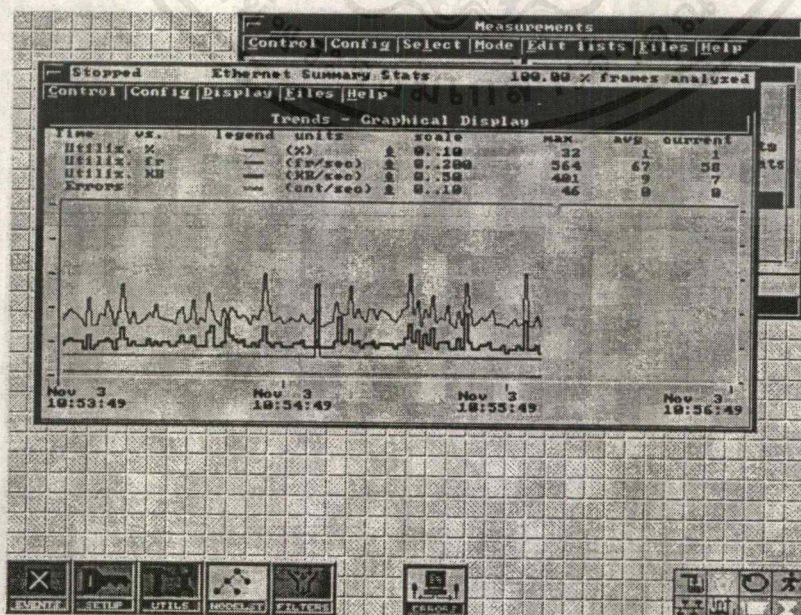 Measurements
Control Config Select Mode Edit lists Files Help
Stopped Ethernet Summary Stats 100.00 % frames analyzed
Control Config Display Files Help
Trends - Graphical Display
Time vs. legend units scale max avg current
Utiliz. % (%) 0..10 32 1 1
Utiliz. fr (fr/sec) 0..200 564 67 58
Utiliz. KB (KB/sec) 0..50 401 9 7
Errors (cnt/sec) 0..10 46 0 0
Nov 3 Nov 3 Nov 3 Nov 3
10:53:49 10:54:49 10:55:49 10:56:49
EVENTS SETUP UTILS NODELST FILTERS ERRORS